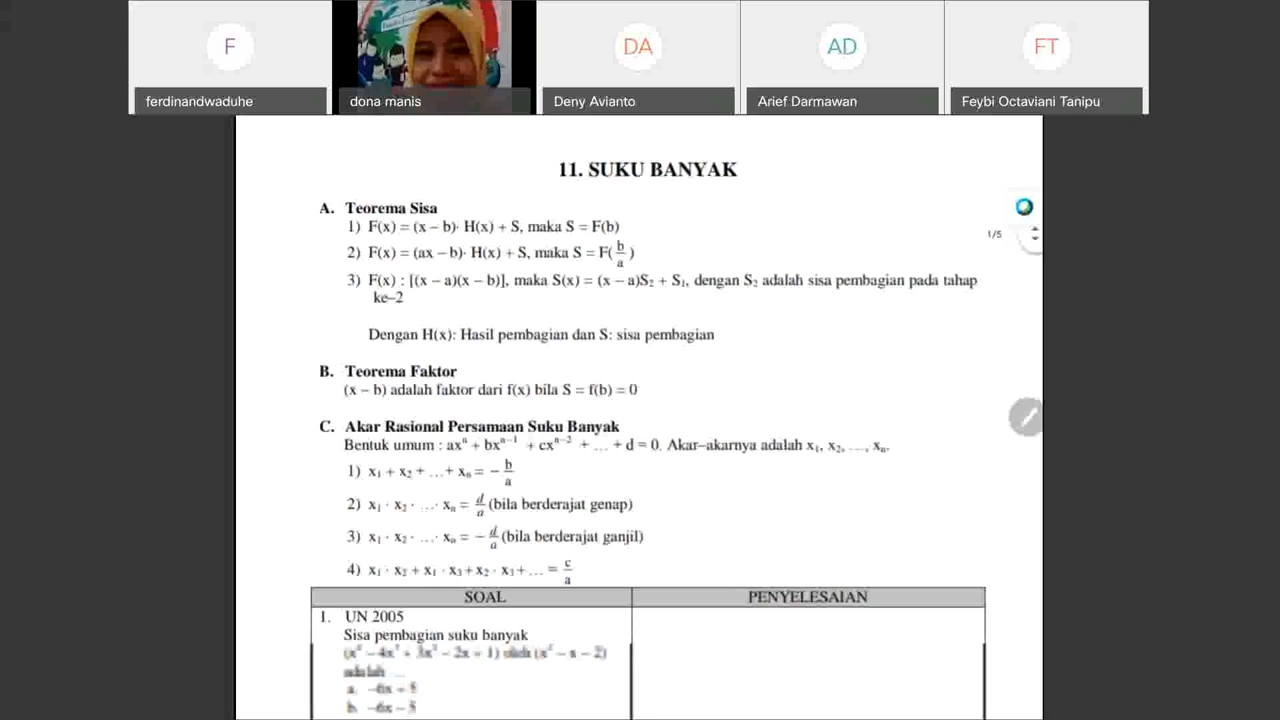 F
DA
AD
FT
ferdinandwaduhe
dona manis
Deny Avianto
Arief Darmawan
Feybi Octaviani Tanipu
11. SUKU BANYAK
A. Teorema Sisa
1) F(x) = (x – b)· H(x) + S, maka S = F(b)
2) F(x) = (ax – b)· H(x) + S, maka S = F(b/a)
3) F(x) : [(x – a)(x – b)], maka S(x) = (x – a)S₂ + S₁, dengan S₂ adalah sisa pembagian pada tahap
ke–2
1/5
Dengan H(x): Hasil pembagian dan S: sisa pembagian
B. Teorema Faktor
(x – b) adalah faktor dari f(x) bila S = f(b) = 0
C. Akar Rasional Persamaan Suku Banyak
Bentuk umum : axⁿ + bxⁿ⁻¹ + cxⁿ⁻² + … + d = 0. Akar–akarnya adalah x₁, x₂, …, xₙ.
1) x₁ + x₂ + …+ xₙ = – b/a
2) x₁ · x₂ · …· xₙ = d/a (bila berderajat genap)
3) x₁ · x₂ · …· xₙ = – d/a (bila berderajat ganjil)
4) x₁ · x₂ + x₁ · x₃ + x₂ · x₃ + … = c/a
SOAL PENYELESAIAN
1. UN 2005
Sisa pembagian suku banyak
adalah …
a.
b.